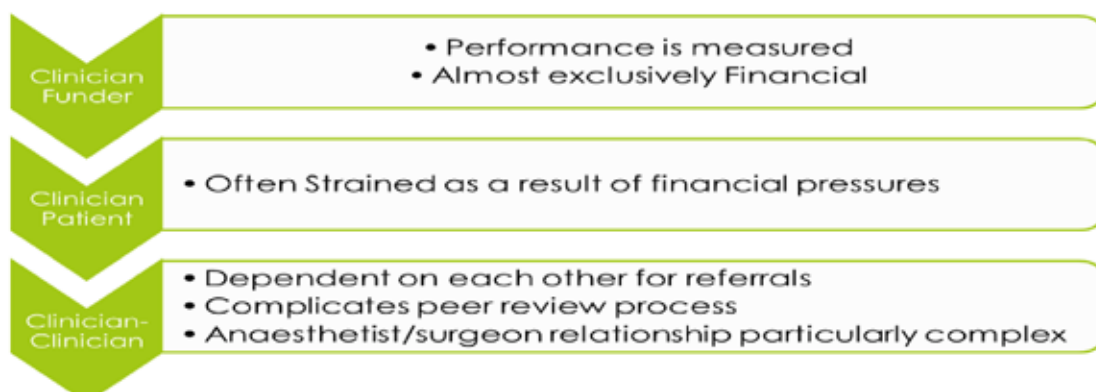 Clinician
Funder
• Performance is measured
• Almost exclusively Financial
Clinician
Patient
• Often Strained as a result of financial pressures
Clinician-
Clinician
• Dependent on each other for referrals
• Complicates peer review process
• Anaesthetist/surgeon relationship particularly complex